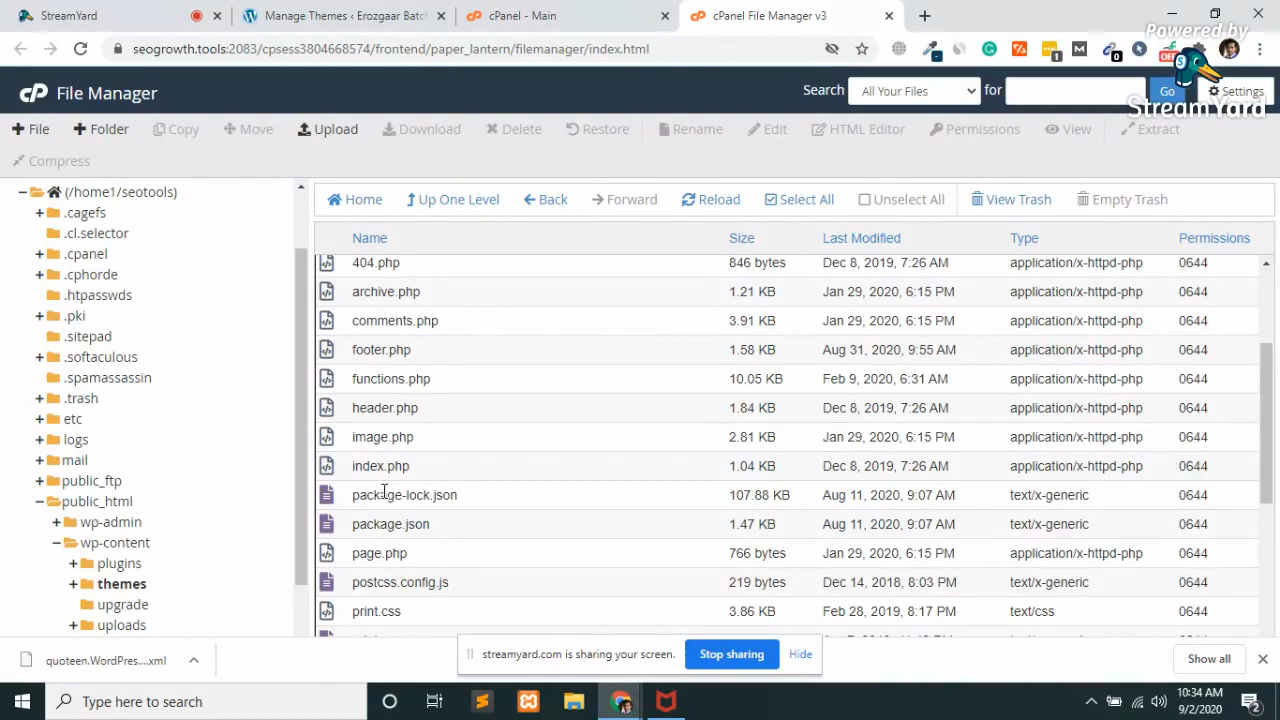 StreamYard
Manage Themes ‹ Erozgaar Batch
cPanel - Main
cPanel File Manager v3
seogrowth.tools:2083/cpsess3804668574/frontend/paper_lantern/filemanager/index.html
Powered by
StreamYard
File Manager
Search
All Your Files
for
Go
Settings
File
Folder
Copy
Move
Upload
Download
Delete
Restore
Rename
Edit
HTML Editor
Permissions
View
Extract
Compress
(/home1/seotools)
.cagefs
.cl.selector
.cpanel
.cphorde
.htpasswds
.pki
.sitepad
.softaculous
.spamassassin
.trash
etc
logs
mail
public_ftp
public_html
wp-admin
wp-content
plugins
themes
upgrade
uploads
Home
Up One Level
Back
Forward
Reload
Select All
Unselect All
View Trash
Empty Trash
Name Size Last Modified Type Permissions
404.php 846 bytes Dec 8, 2019, 7:26 AM application/x-httpd-php 0644
archive.php 1.21 KB Jan 29, 2020, 6:15 PM application/x-httpd-php 0644
comments.php 3.91 KB Jan 29, 2020, 6:15 PM application/x-httpd-php 0644
footer.php 1.58 KB Aug 31, 2020, 9:55 AM application/x-httpd-php 0644
functions.php 10.05 KB Feb 9, 2020, 6:31 AM application/x-httpd-php 0644
header.php 1.84 KB Dec 8, 2019, 7:26 AM application/x-httpd-php 0644
image.php 2.81 KB Jan 29, 2020, 6:15 PM application/x-httpd-php 0644
index.php 1.04 KB Dec 8, 2019, 7:26 AM application/x-httpd-php 0644
package-lock.json 107.88 KB Aug 11, 2020, 9:07 AM text/x-generic 0644
package.json 1.47 KB Aug 11, 2020, 9:07 AM text/x-generic 0644
page.php 766 bytes Jan 29, 2020, 6:15 PM application/x-httpd-php 0644
postcss.config.js 219 bytes Dec 14, 2018, 8:03 PM text/x-generic 0644
print.css 3.86 KB Feb 28, 2019, 8:17 PM text/css 0644
quoteen.WordPres....xml
streamyard.com is sharing your screen.
Stop sharing
Hide
Show all
Type here to search
10:34 AM
9/2/2020
2